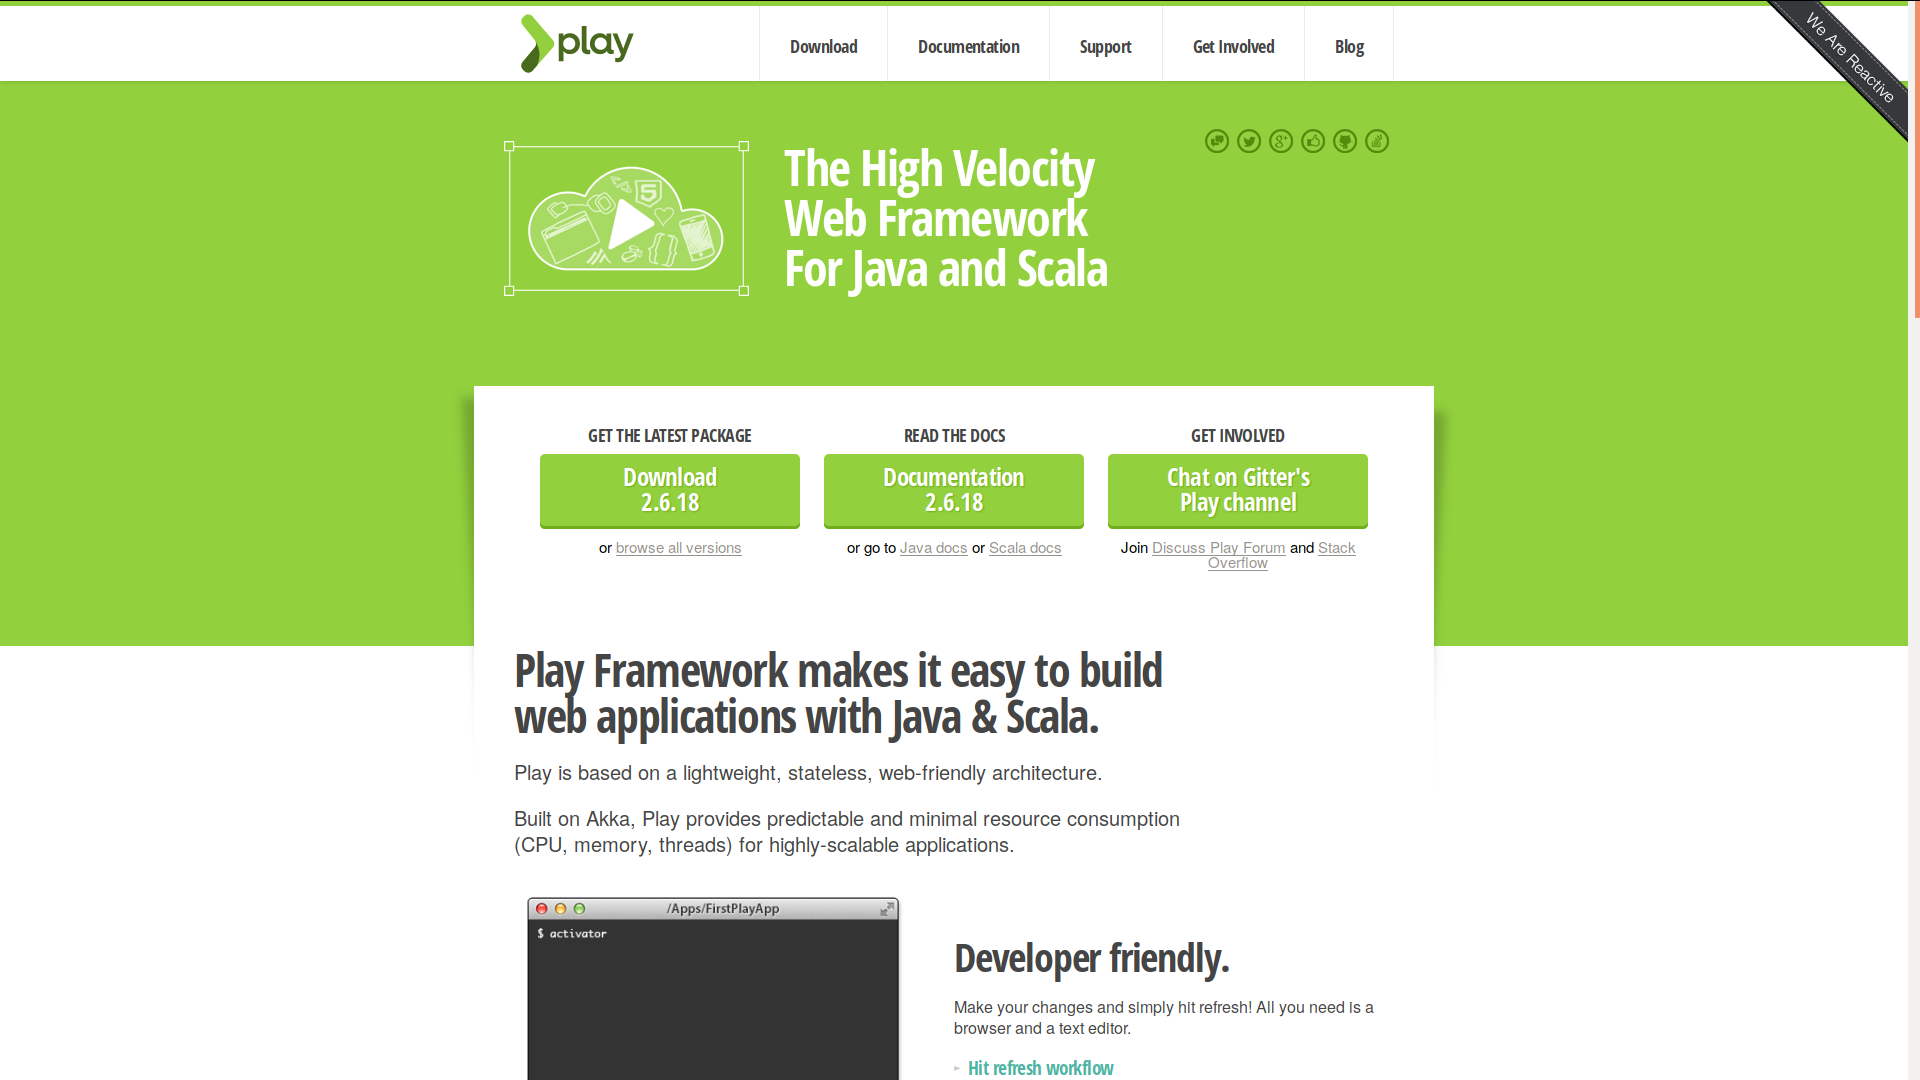 play
Download
Documentation
Support
Get Involved
Blog
We Are Reactive
5
The High Velocity
Web Framework
For Java and Scala
GET THE LATEST PACKAGE
Download
2.6.18
or browse all versions
READ THE DOCS
Documentation
2.6.18
or go to Java docs or Scala docs
GET INVOLVED
Chat on Gitter's
Play channel
Join Discuss Play Forum and Stack
Overflow
Play Framework makes it easy to build
web applications with Java & Scala.
Play is based on a lightweight, stateless, web-friendly architecture.
Built on Akka, Play provides predictable and minimal resource consumption
(CPU, memory, threads) for highly-scalable applications.
/Apps/FirstPlayApp
$ activator
Developer friendly.
Make your changes and simply hit refresh! All you need is a
browser and a text editor.
Hit refresh workflow